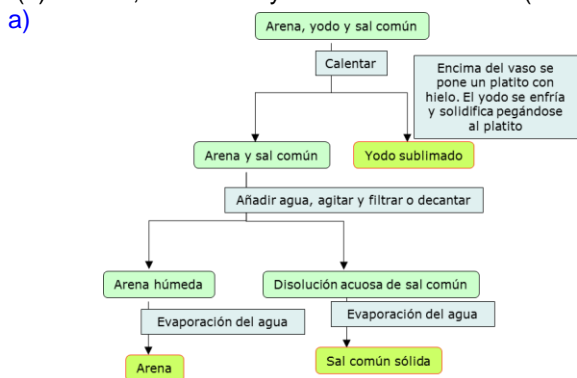 a)
Arena, yodo y sal común
Calentar
Encima del vaso se
pone un platito con
hielo. El yodo se enfría
y solidifica pegándose
al platito
Arena y sal común
Yodo sublimado
Añadir agua, agitar y filtrar o decantar
Arena húmeda
Disolución acuosa de sal común
Evaporación del agua
Evaporación del agua
Arena
Sal común sólida